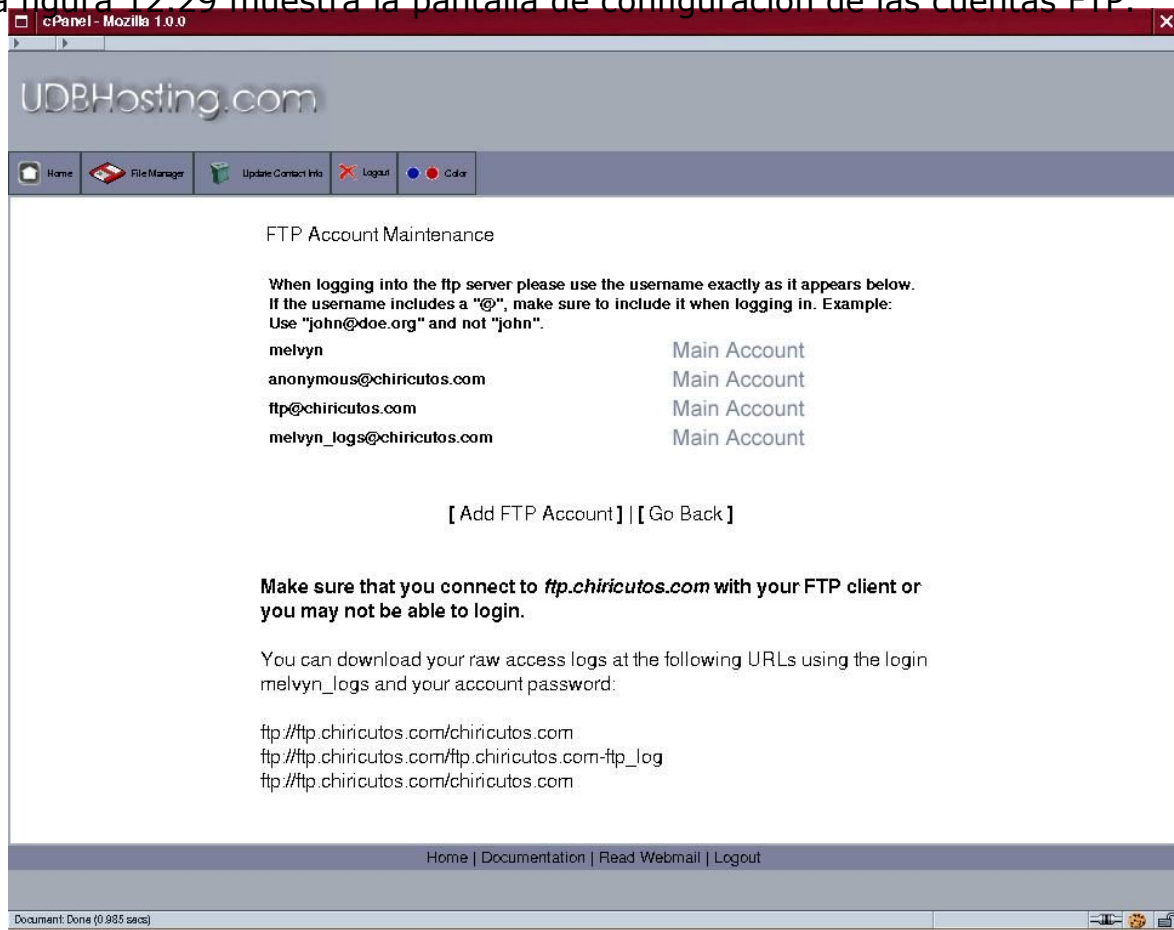 a figura 12.29 muestra la pantalla de configuración de las cuentas FTP.
cPanel - Mozilla 1.0.0
UDBHosting.com
Home File Manager Update Contact Info Logout Color
FTP Account Maintenance
When logging into the ftp server please use the username exactly as it appears below.
If the username includes a "@", make sure to include it when logging in. Example:
Use "john@doe.org" and not "john".
melvyn Main Account
anonymous@chiricutos.com Main Account
ftp@chiricutos.com Main Account
melvyn_logs@chiricutos.com Main Account
[ Add FTP Account ] | [ Go Back ]
Make sure that you connect to ftp.chiricutos.com with your FTP client or
you may not be able to login.
You can download your raw access logs at the following URLs using the login
melvyn_logs and your account password:
ftp://ftp.chiricutos.com/chiricutos.com
ftp://ftp.chiricutos.com/ftp.chiricutos.com-ftp_log
ftp://ftp.chiricutos.com/chiricutos.com
Home | Documentation | Read Webmail | Logout
Document: Done (0.985 secs)